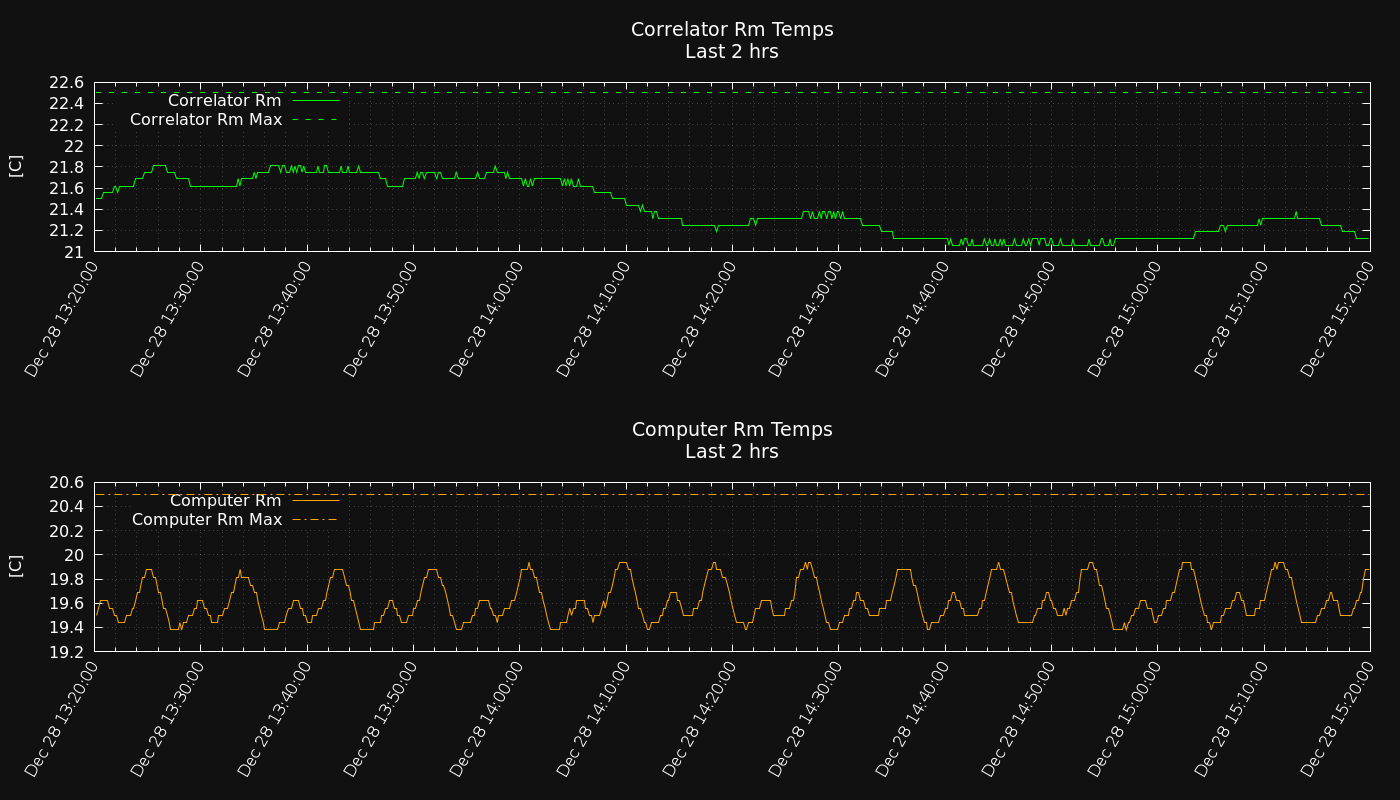 Correlator Rm Temps
Last 2 hrs
22.6
22.4
22.2
22
21.8
21.6
21.4
21.2
21
[C]
Correlator Rm
Correlator Rm Max
Dec 28 13:20:00
Dec 28 13:30:00
Dec 28 13:40:00
Dec 28 13:50:00
Dec 28 14:00:00
Dec 28 14:10:00
Dec 28 14:20:00
Dec 28 14:30:00
Dec 28 14:40:00
Dec 28 14:50:00
Dec 28 15:00:00
Dec 28 15:10:00
Dec 28 15:20:00
Computer Rm Temps
Last 2 hrs
20.6
20.4
20.2
20
19.8
19.6
19.4
19.2
[C]
Computer Rm
Computer Rm Max
Dec 28 13:20:00
Dec 28 13:30:00
Dec 28 13:40:00
Dec 28 13:50:00
Dec 28 14:00:00
Dec 28 14:10:00
Dec 28 14:20:00
Dec 28 14:30:00
Dec 28 14:40:00
Dec 28 14:50:00
Dec 28 15:00:00
Dec 28 15:10:00
Dec 28 15:20:00